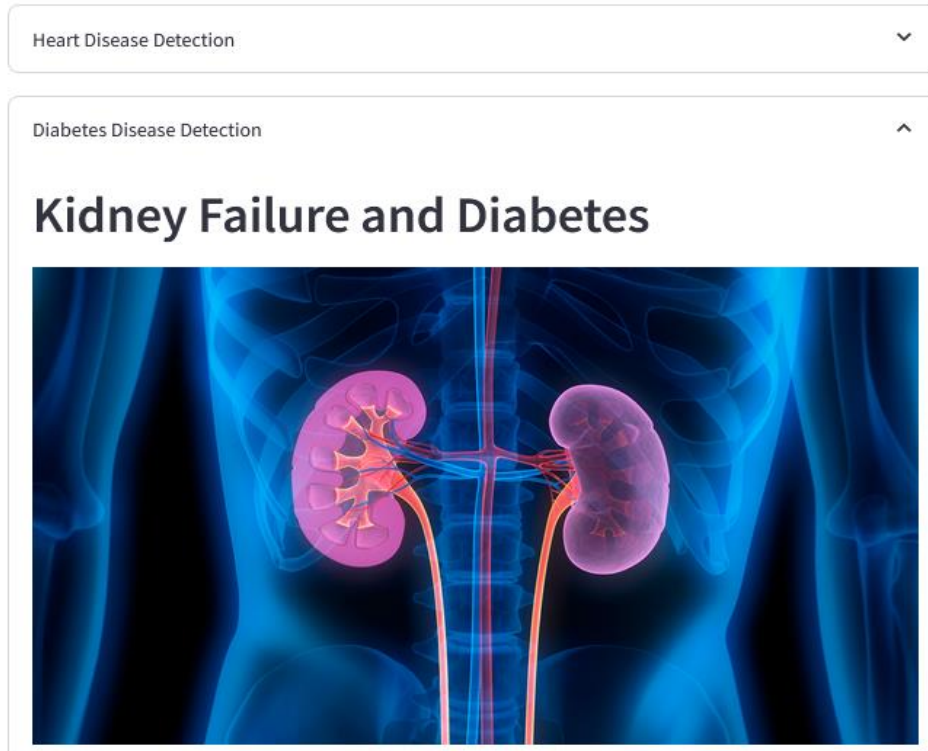 Heart Disease Detection
Diabetes Disease Detection
Kidney Failure and Diabetes